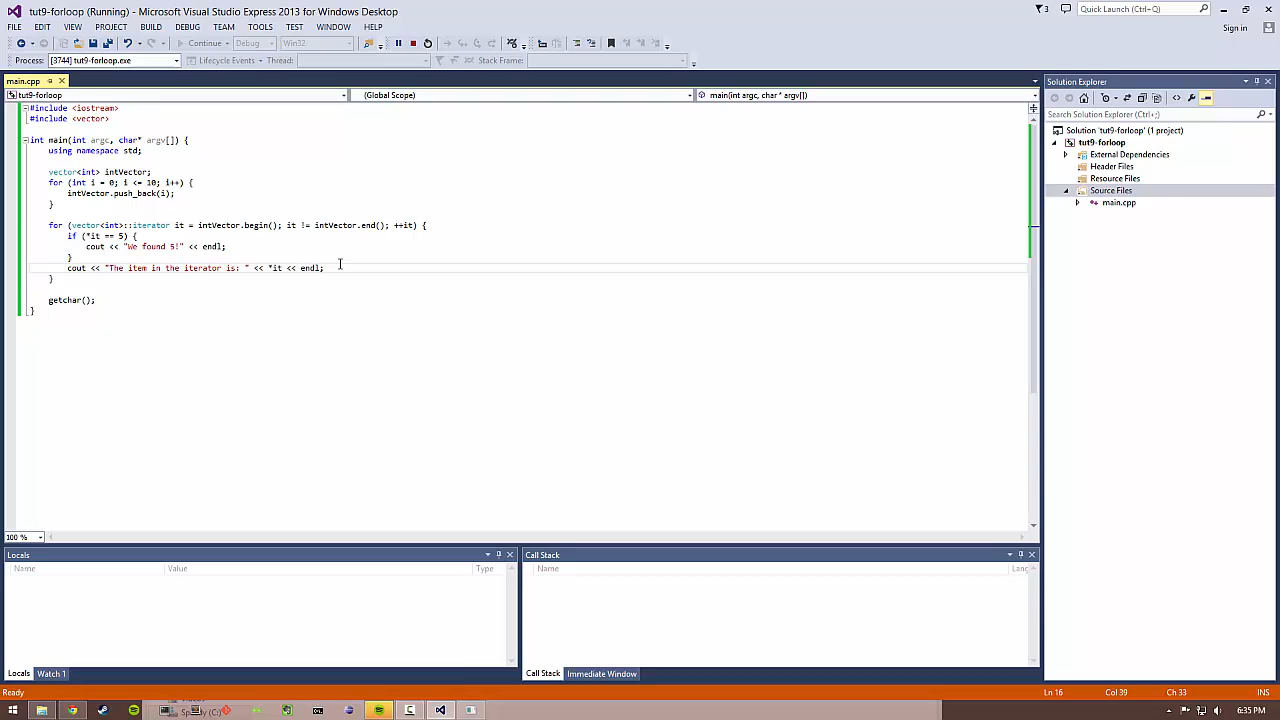 tut9-forloop (Running) - Microsoft Visual Studio Express 2013 for Windows Desktop
3
Quick Launch (Ctrl+Q)
FILE EDIT VIEW PROJECT BUILD DEBUG TEAM TOOLS TEST WINDOW HELP
Sign in
Continue Debug Win32
Process: [3744] tut9-forloop.exe Lifecycle Events Thread: Stack Frame:
main.cpp
Solution Explorer
tut9-forloop (Global Scope) main(int argc, char * argv[])
#include <iostream>
#include <vector>
int main(int argc, char* argv[]) {
using namespace std;
vector<int> intVector;
for (int i = 0; i <= 10; i++) {
intVector.push_back(i);
}
for (vector<int>::iterator it = intVector.begin(); it != intVector.end(); ++it) {
if (*it == 5) {
cout << "We found 5!" << endl;
}
cout << "The item in the iterator is: " << *it << endl;
}
getchar();
}
Search Solution Explorer (Ctrl+;)
Solution 'tut9-forloop' (1 project)
tut9-forloop
External Dependencies
Header Files
Resource Files
Source Files
main.cpp
100 %
Locals
Name Value Type
Call Stack
Name Lang
Locals Watch 1
Call Stack Immediate Window
Ready Ln 16 Col 39 Ch 33 INS
6:35 PM